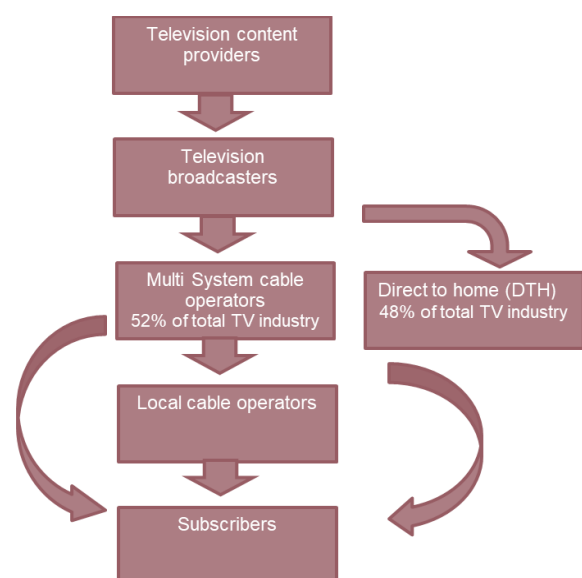 Television content
providers
Television
broadcasters
Multi System cable
operators
52% of total TV industry
Direct to home (DTH)
48% of total TV industry
Local cable operators
Subscribers